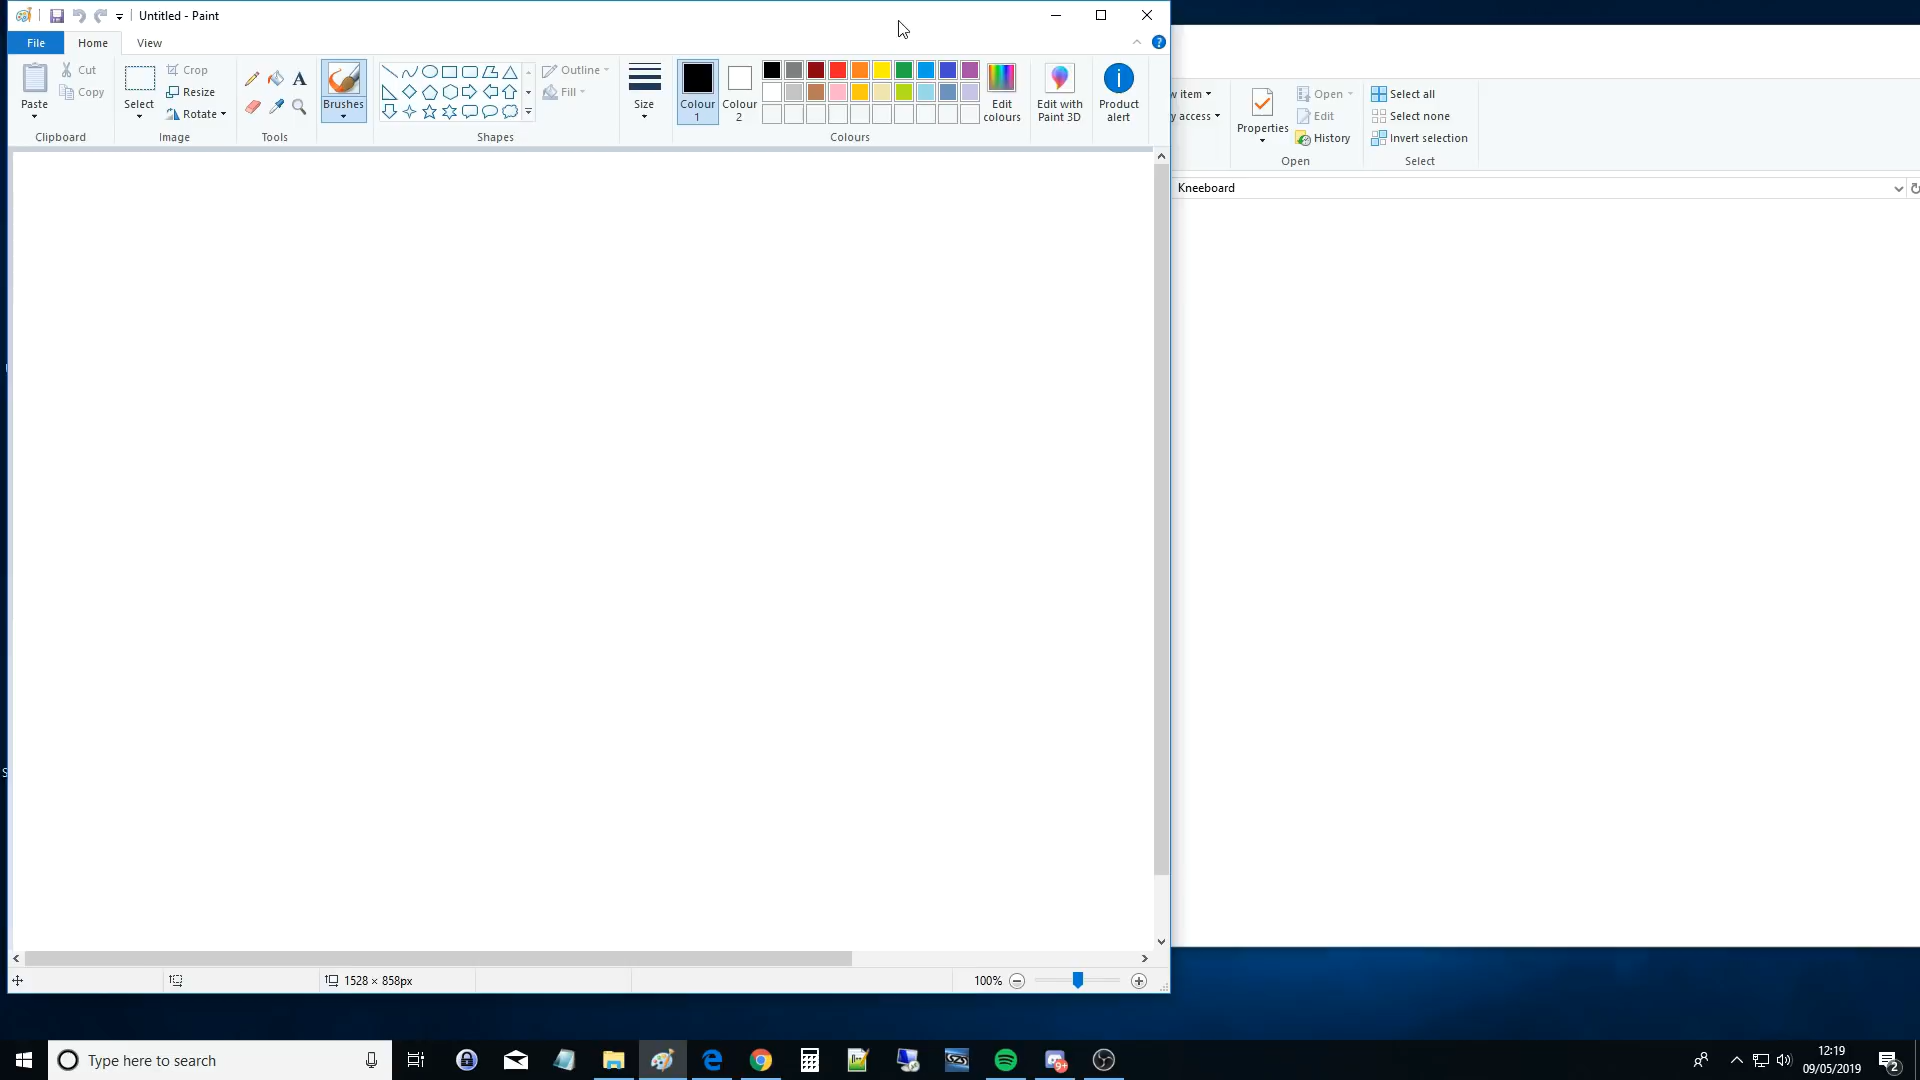 Untitled - Paint
File Home View
Paste
Cut
Copy
Clipboard
Select
Crop
Resize
Rotate
Image
A
Tools
Brushes
Shapes
Outline
Fill
Size
Colour 1
Colour 2
Colours
Edit colours
Edit with Paint 3D
Product alert
w item
y access
Properties
Open
Edit
History
Open
Select all
Select none
Invert selection
Select
Kneeboard
1528 × 858px
100%
Type here to search
9+
12:19
09/05/2019
2